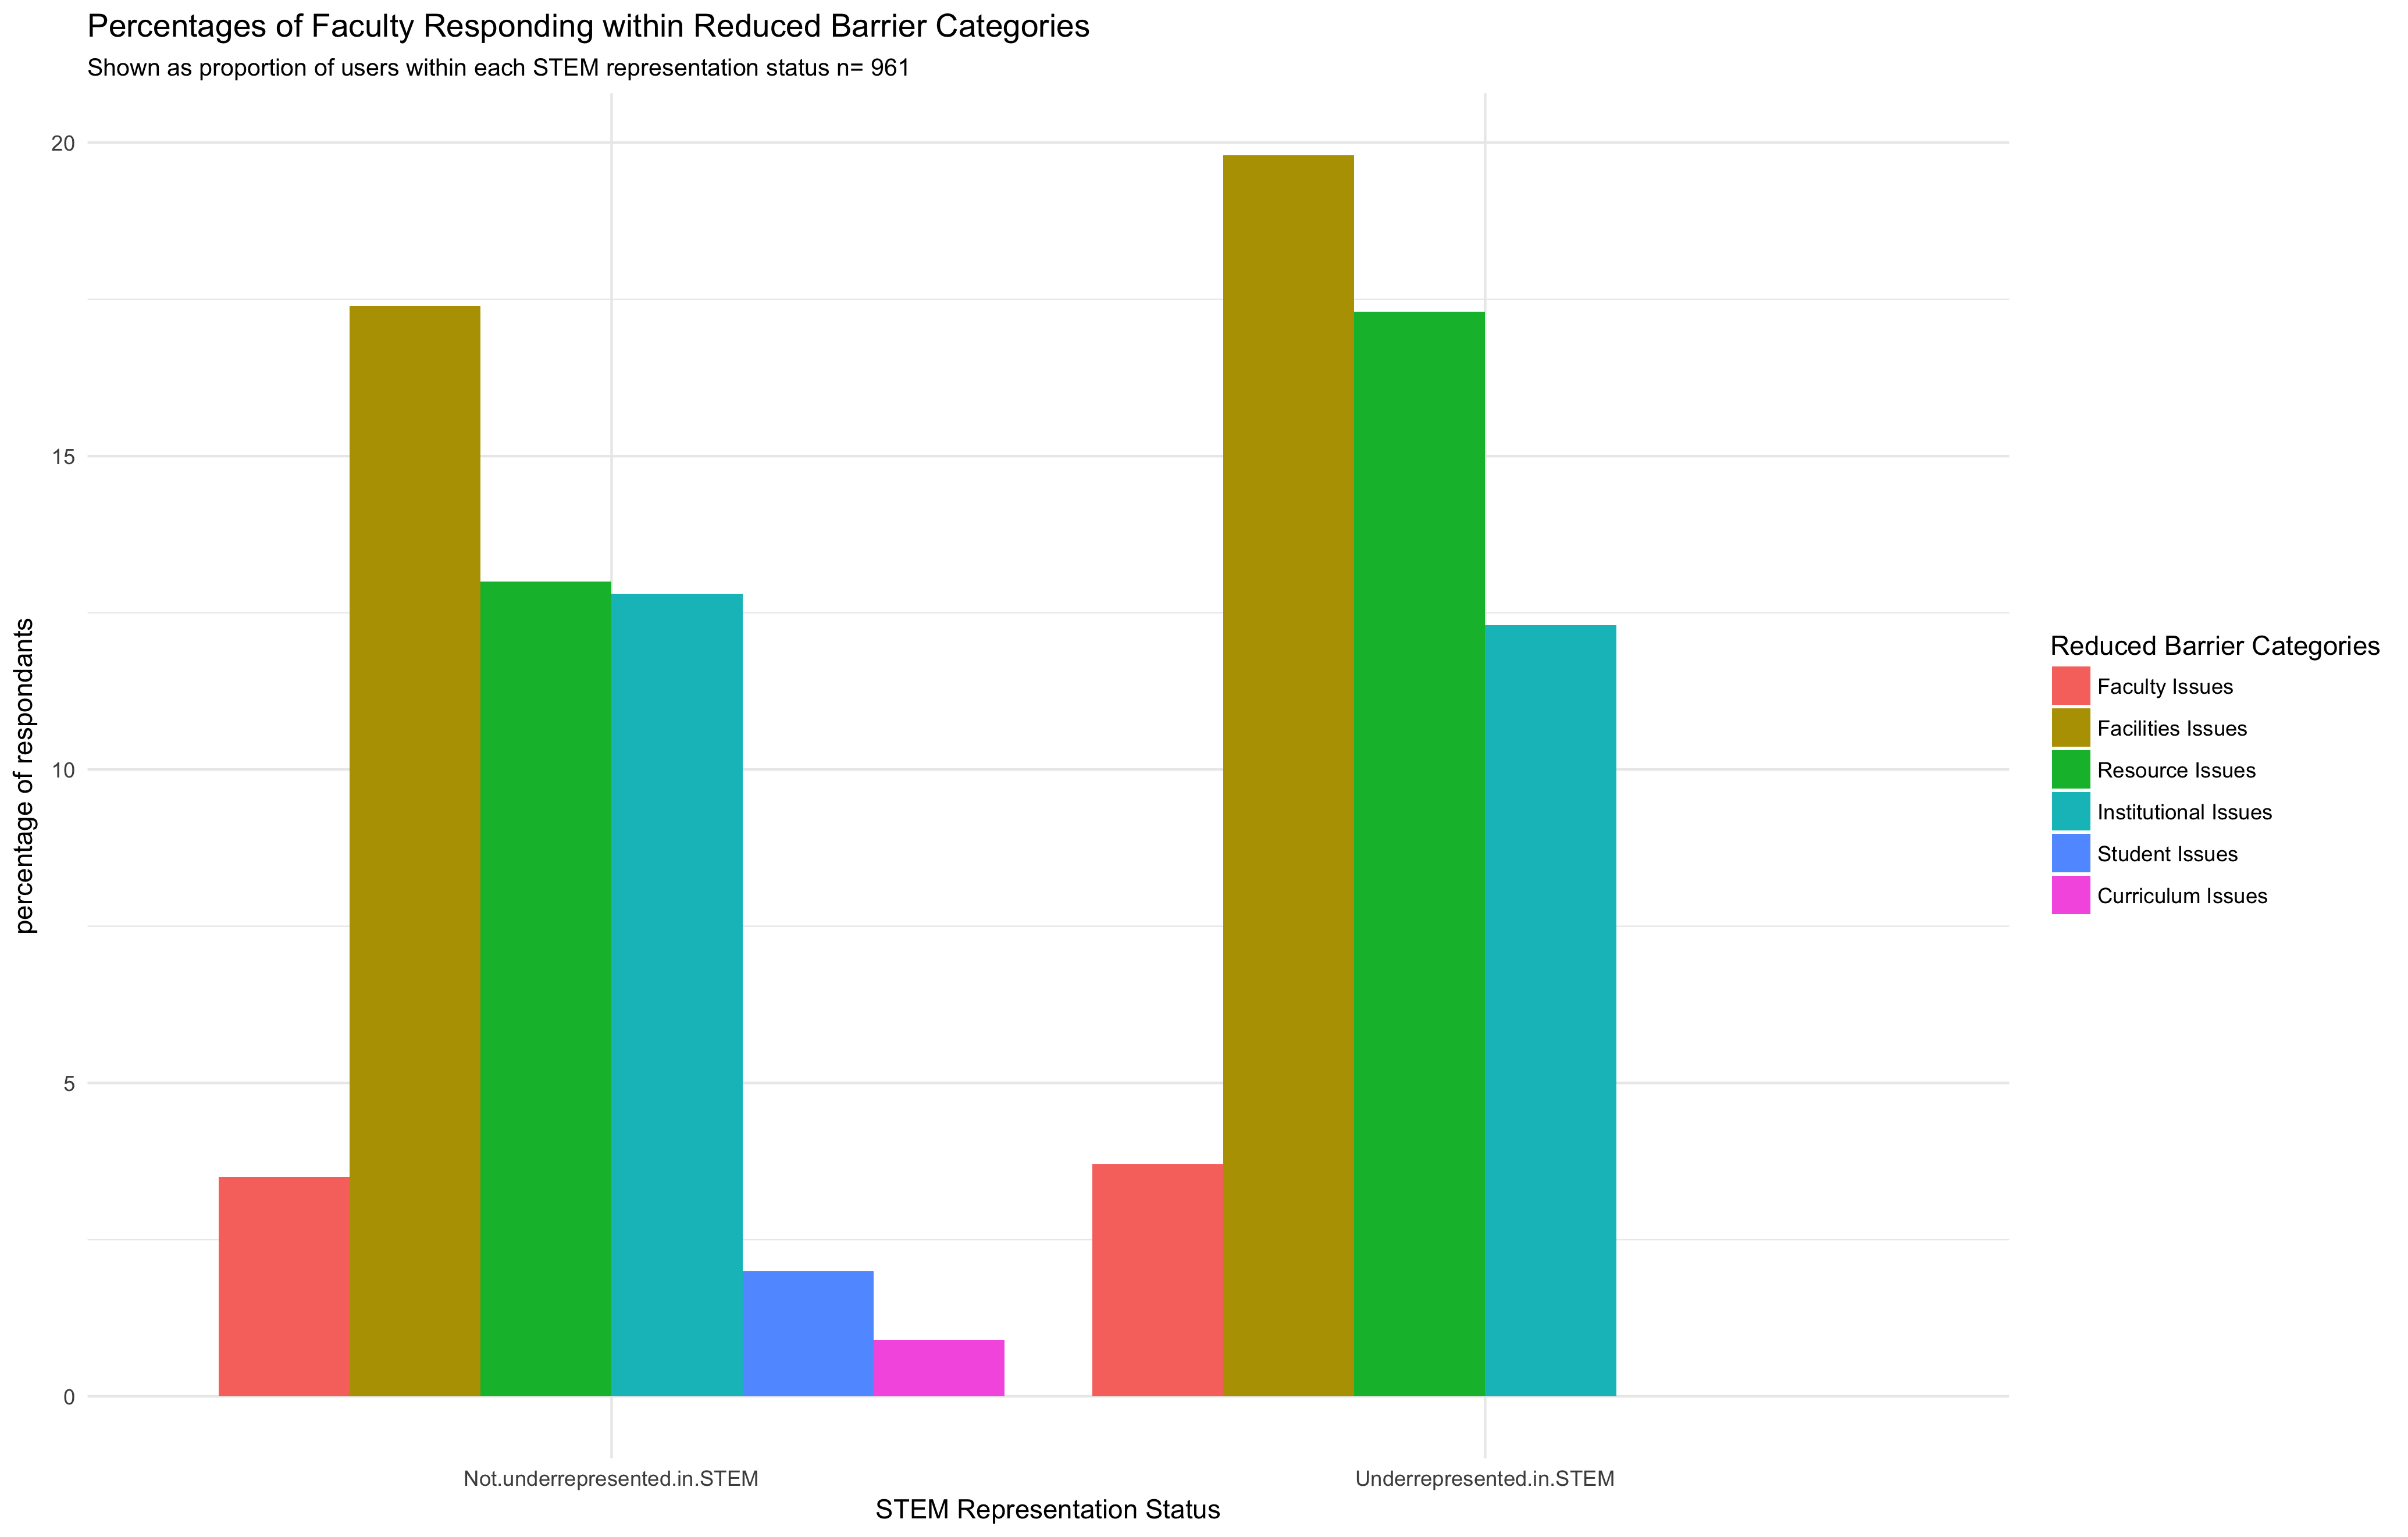 Percentages of Faculty Responding within Reduced Barrier Categories
Shown as proportion of users within each STEM representation status n= 961
20
15
10
5
0
percentage of respondants
Not.underrepresented.in.STEM
Underrepresented.in.STEM
STEM Representation Status
Reduced Barrier Categories
Faculty Issues
Facilities Issues
Resource Issues
Institutional Issues
Student Issues
Curriculum Issues